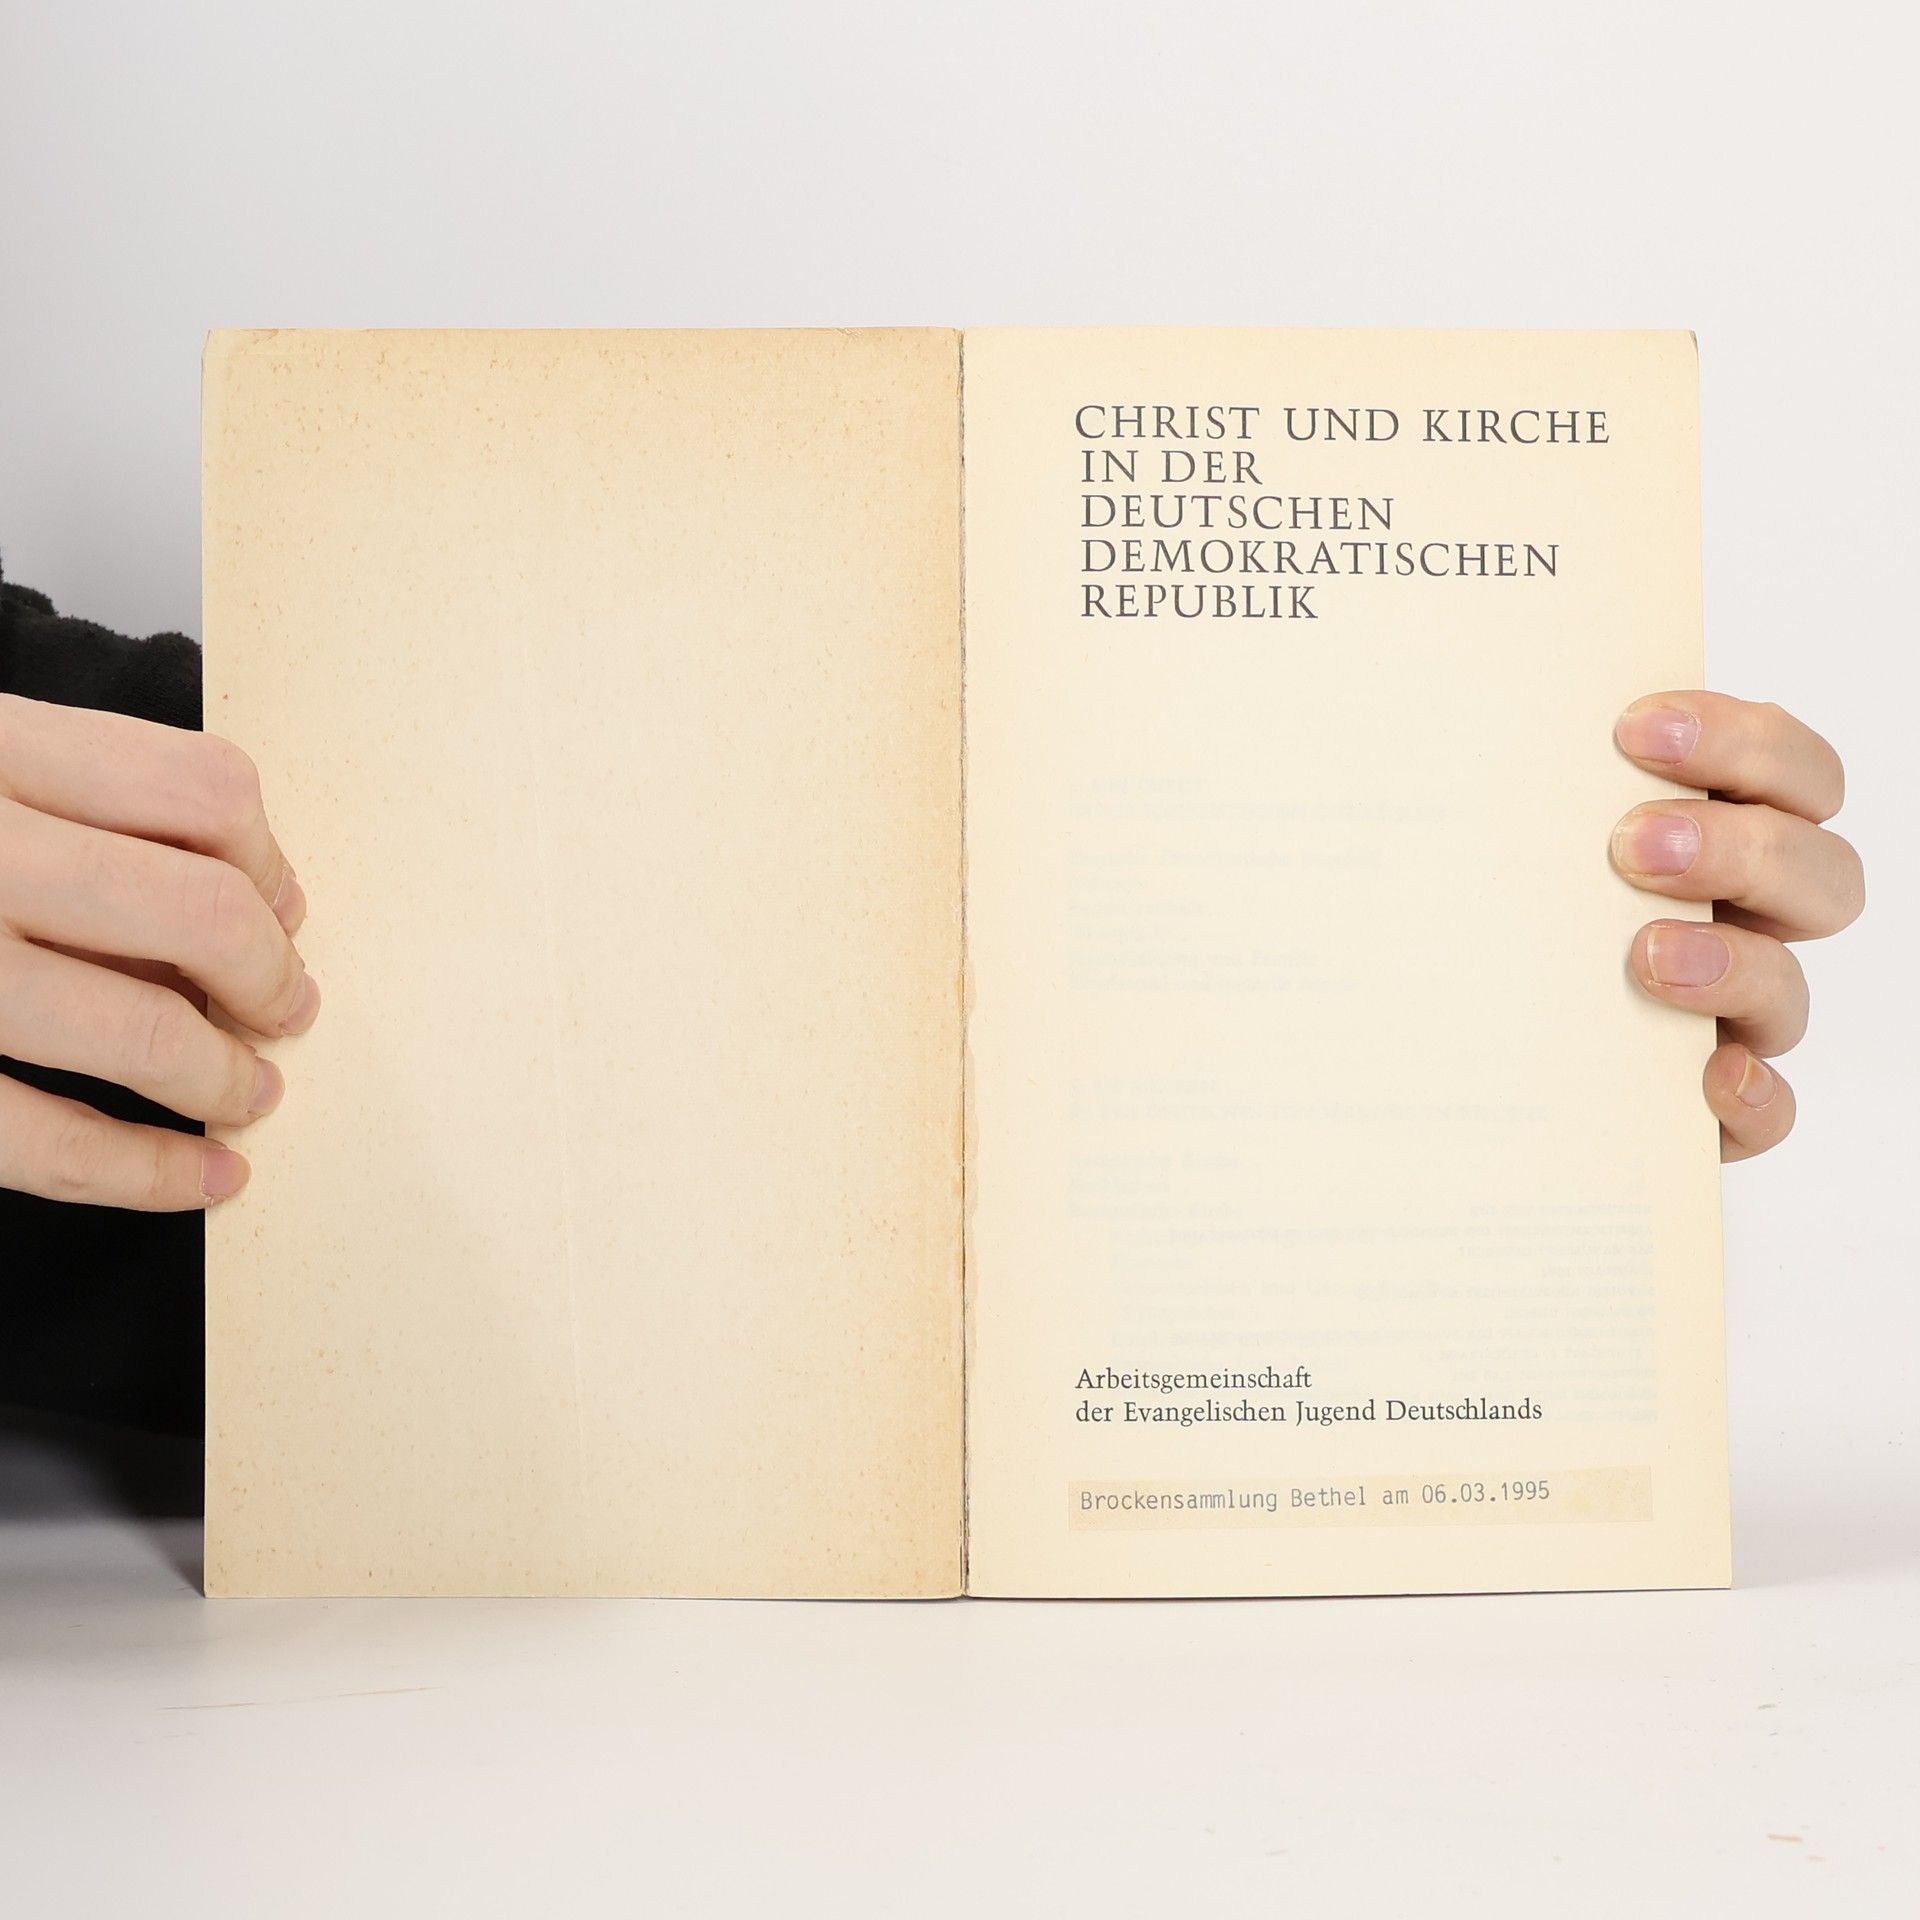 CHRIST UND KIRCHE
IN DER
DEUTSCHEN
DEMOKRATISCHEN
REPUBLIK
Arbeitsgemeinschaft
der Evangelischen Jugend Deutschlands
Brockensammlung Bethel am 06.03.1995